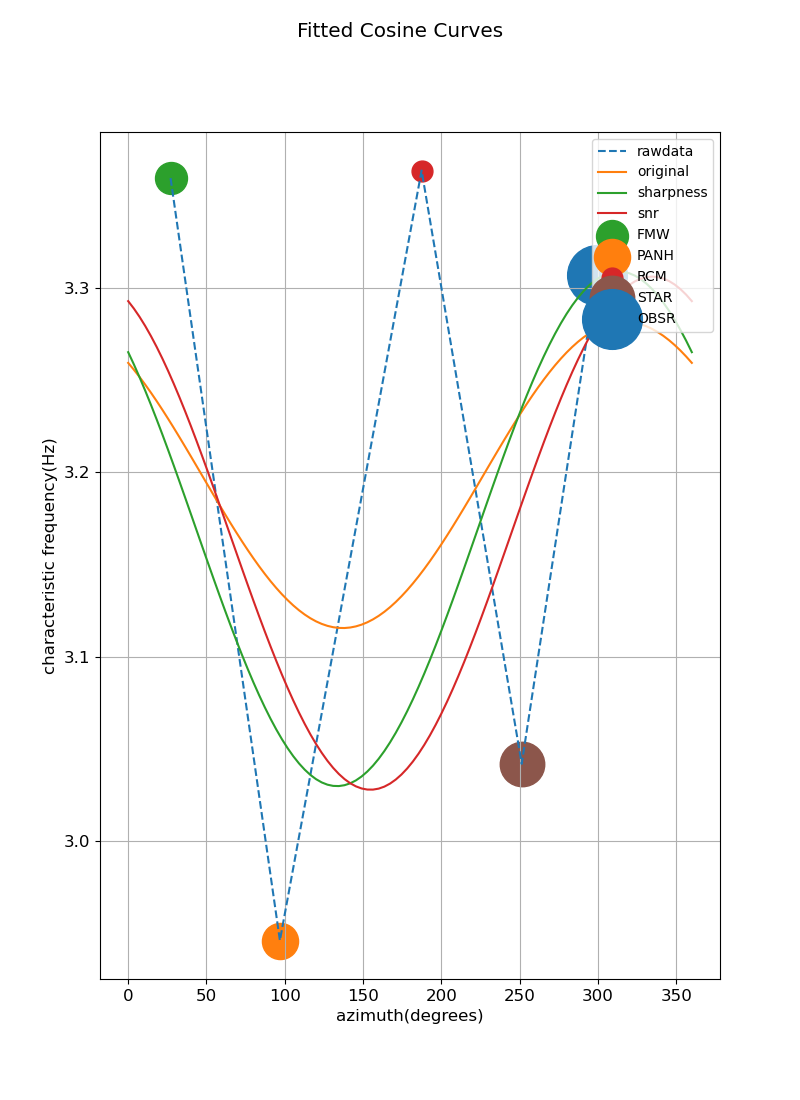 Fitted Cosine Curves
rawdata
original
sharpness
snr
FMW
PANH
RCM
STAR
OBSR
characteristic frequency(Hz)
3.3
3.2
3.1
3.0
0 50 100 150 200 250 300 350
azimuth(degrees)